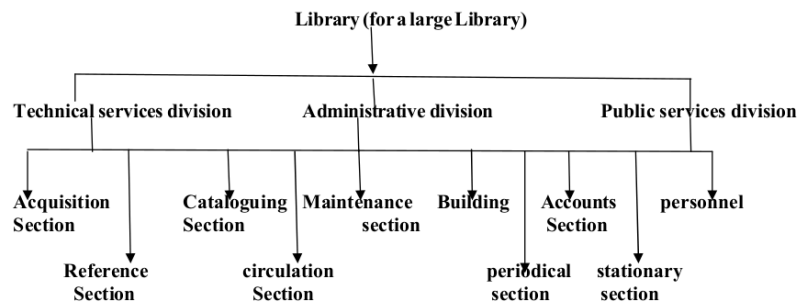 Library (for a large Library)
Technical services division Administrative division Public services division
Acquisition Cataloguing Maintenance Building Accounts personnel
Section Section section Section
Reference circulation periodical stationary
Section Section section section